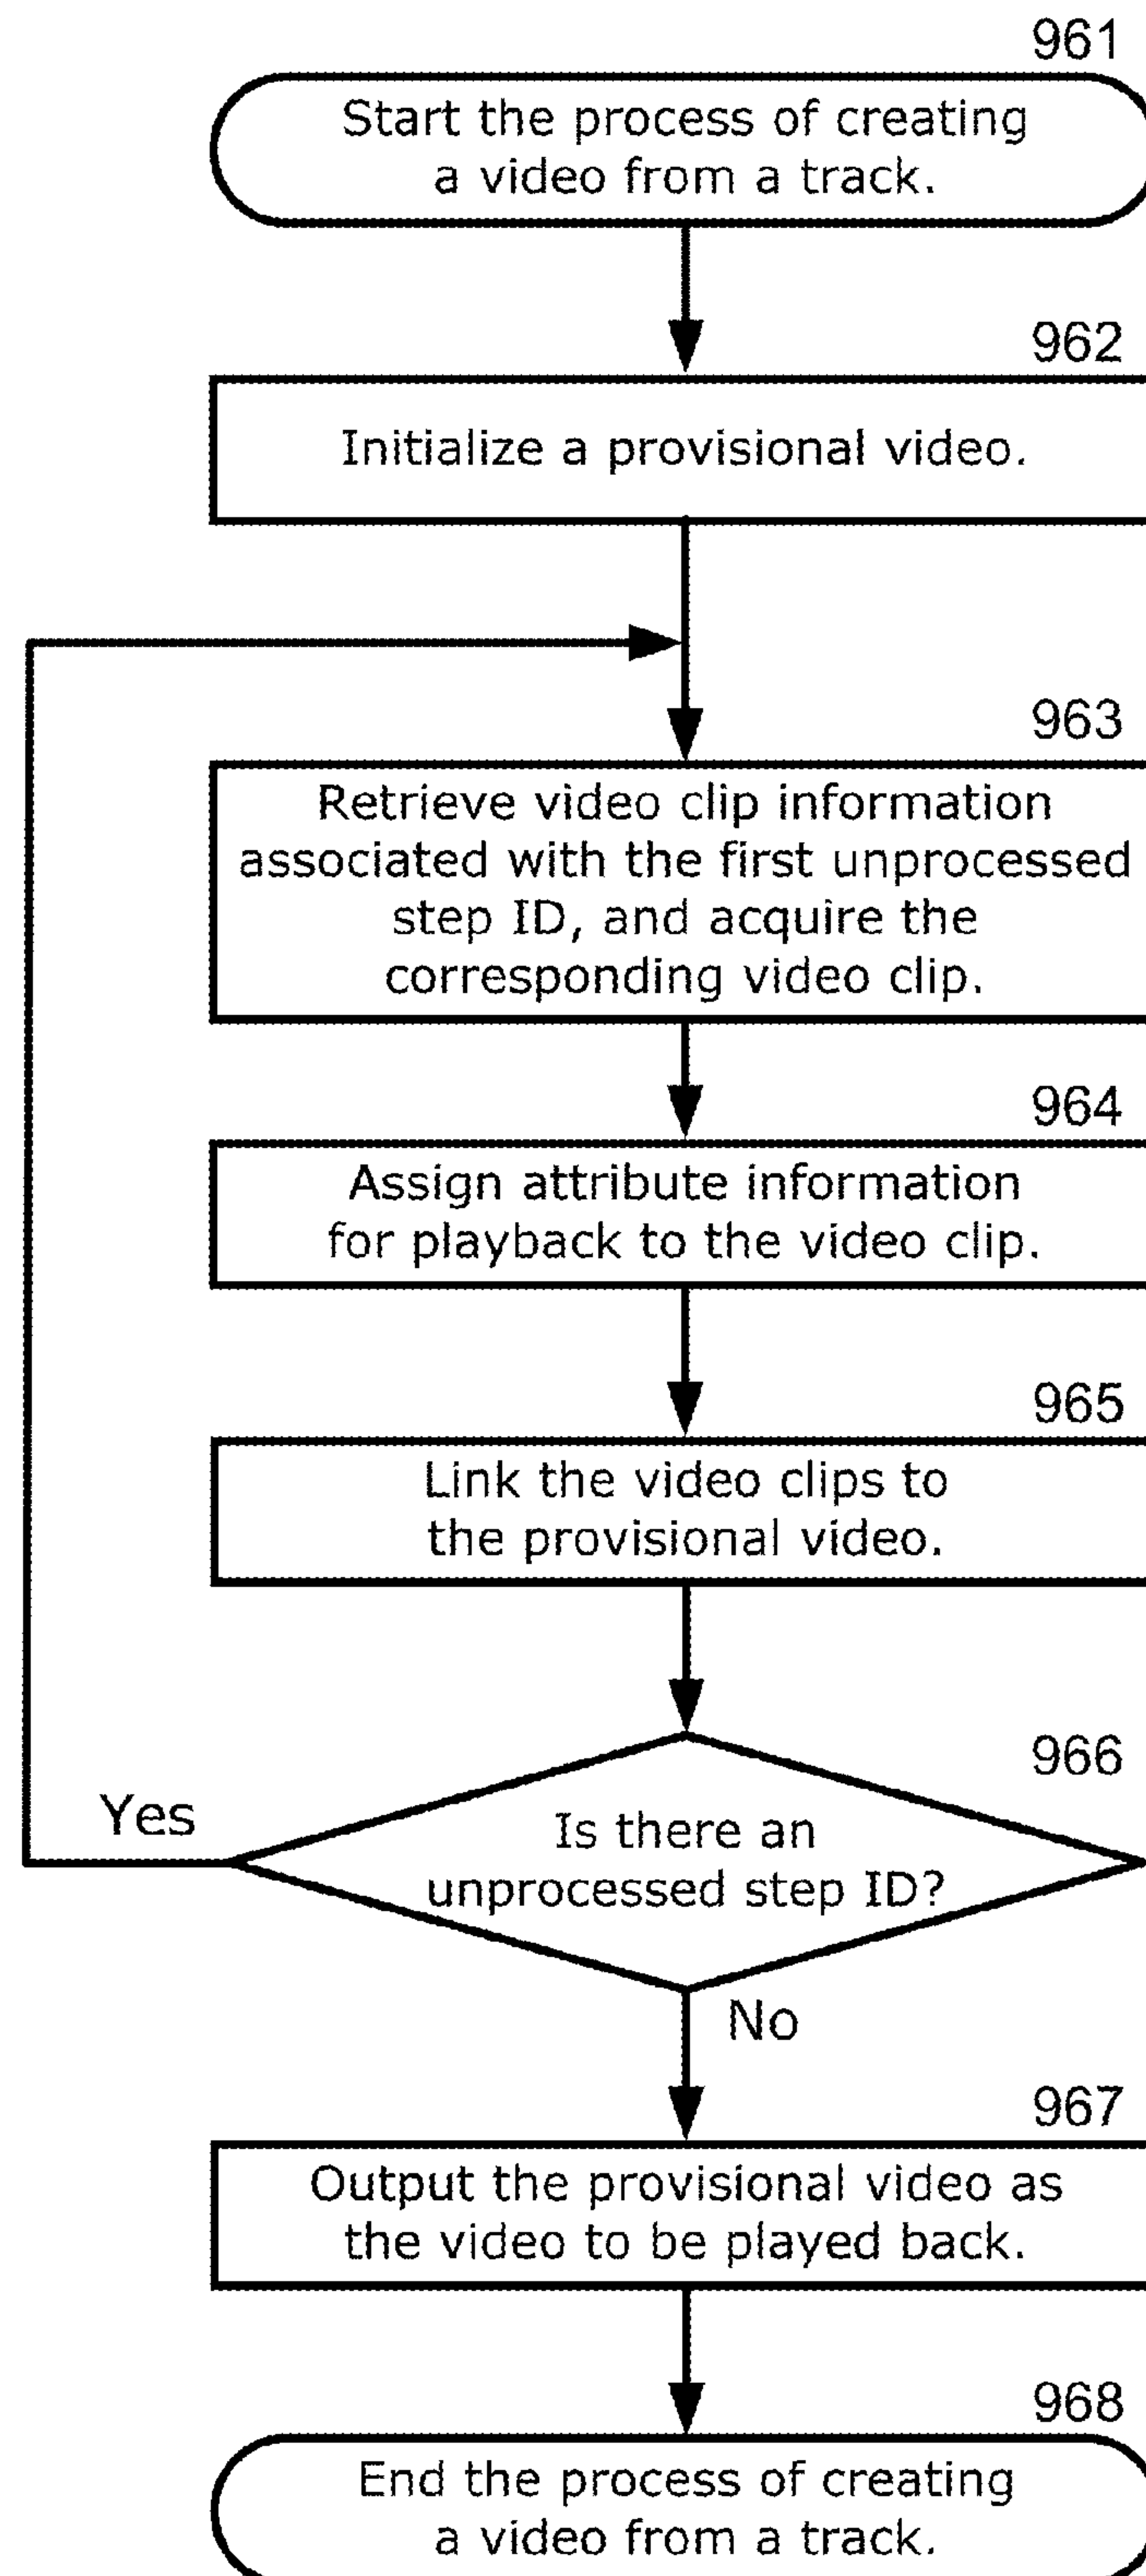 961
Start the process of creating
a video from a track.
962
Initialize a provisional video.
963
Retrieve video clip information
associated with the first unprocessed
step ID, and acquire the
corresponding video clip.
964
Assign attribute information
for playback to the video clip.
965
Link the video clips to
the provisional video.
966
Yes
Is there an
unprocessed step ID?
No
967
Output the provisional video as
the video to be played back.
968
End the process of creating
a video from a track.